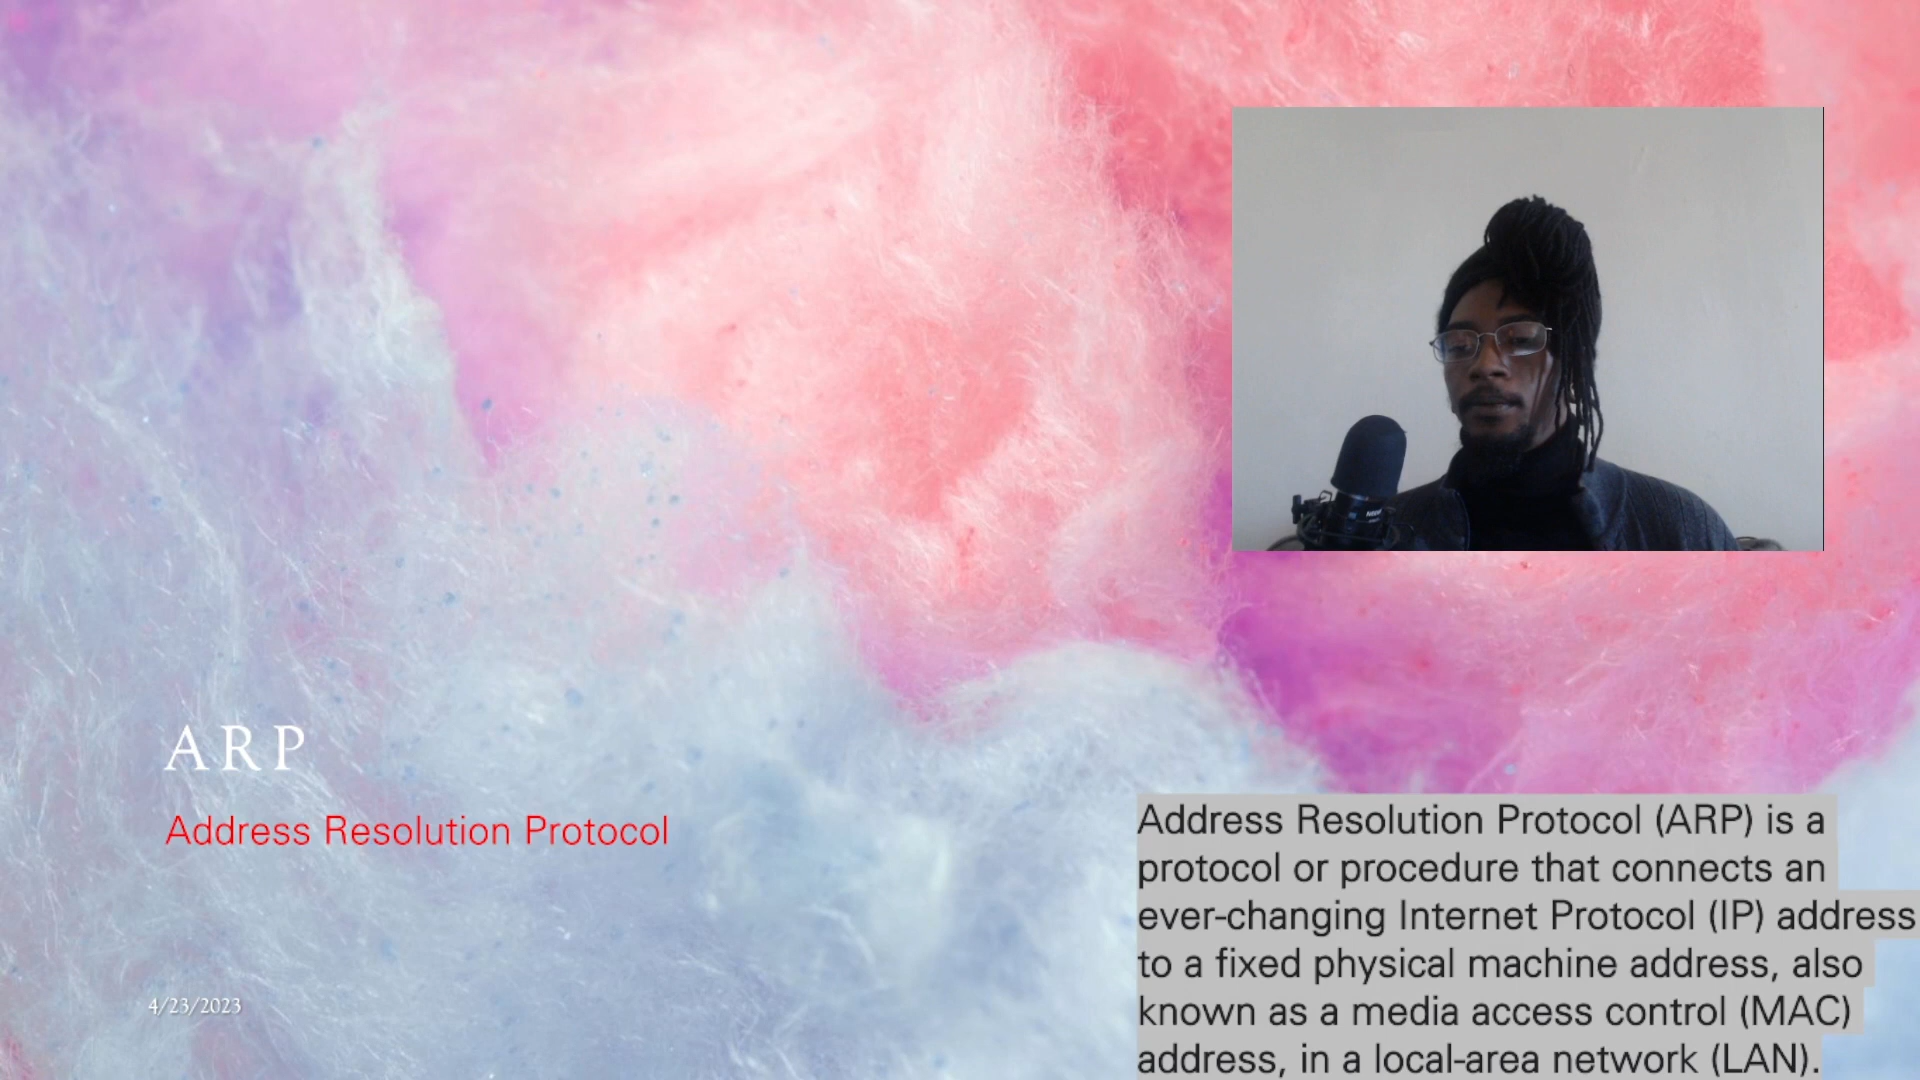 ARP
Address Resolution Protocol
4/23/2023
Address Resolution Protocol (ARP) is a
protocol or procedure that connects an
ever-changing Internet Protocol (IP) address
to a fixed physical machine address, also
known as a media access control (MAC)
address, in a local-area network (LAN).